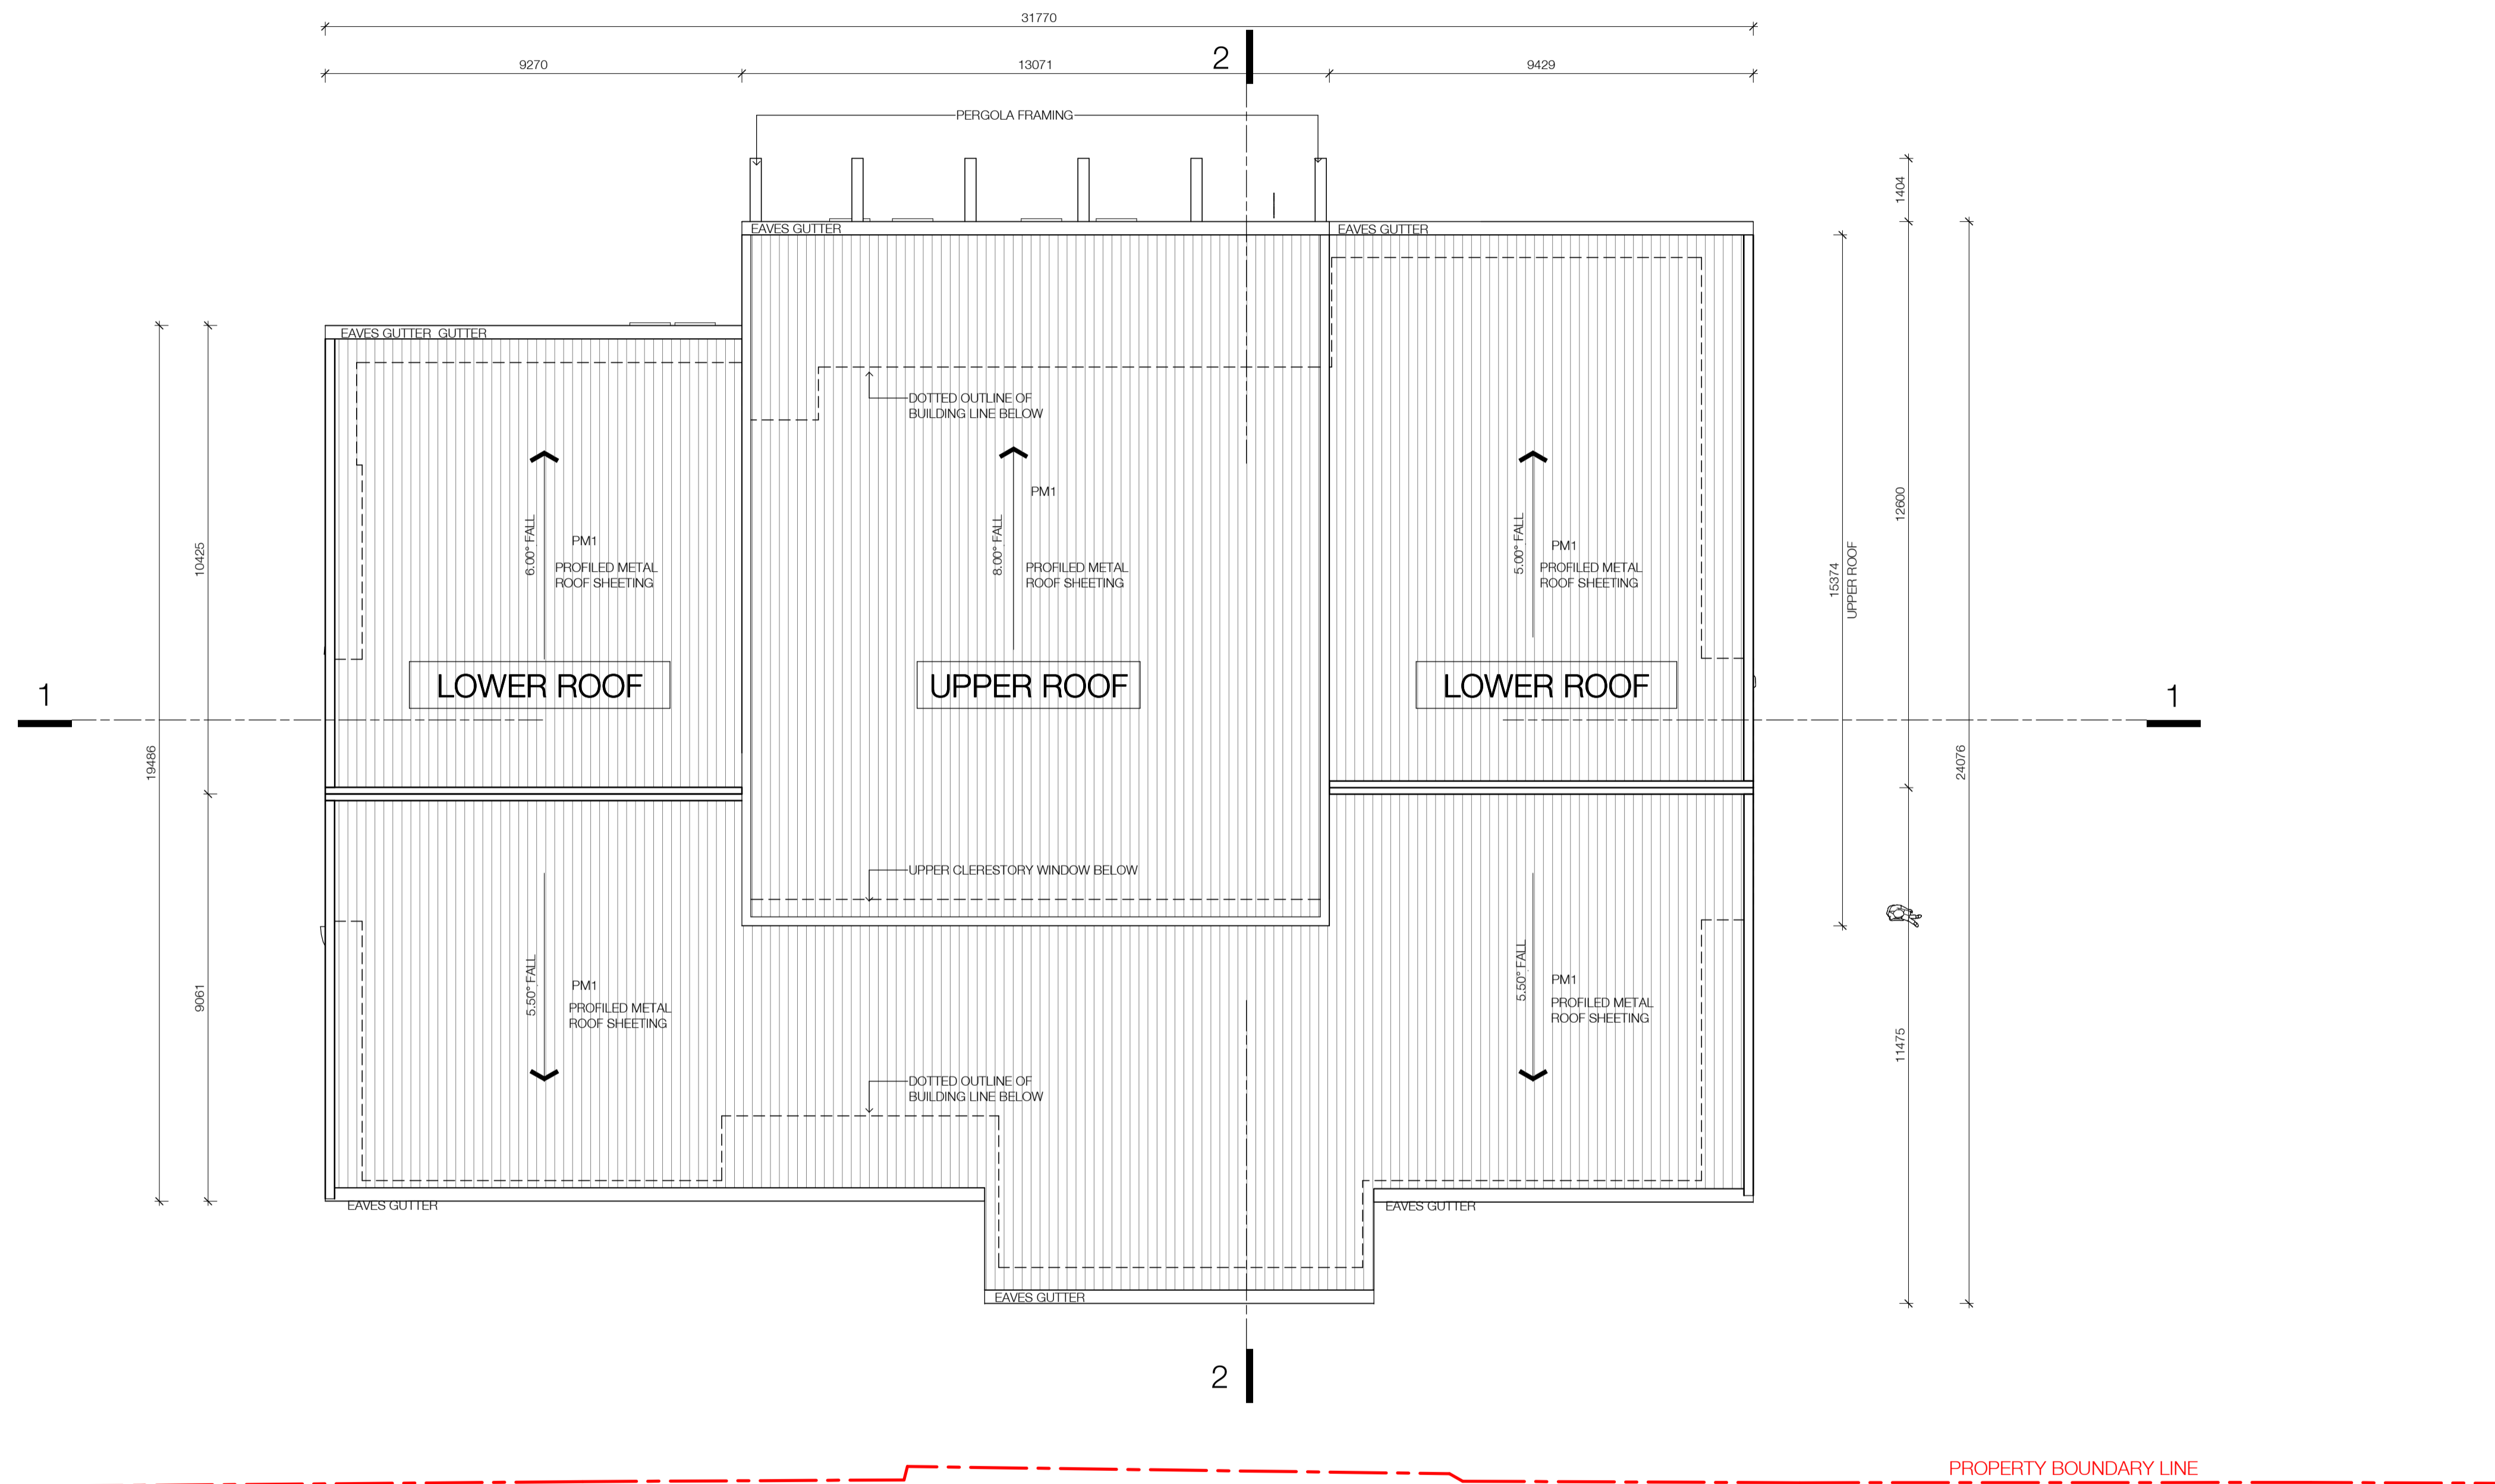 31770
9270
13071
9429
2
PERGOLA FRAMING
1404
EAVES GUTTER
EAVES GUTTER
EAVES GUTTER GUTTER
DOTTED OUTLINE OF
BUILDING LINE BELOW
6.00° FALL
PM1
PROFILED METAL
ROOF SHEETING
8.00° FALL
PM1
PROFILED METAL
ROOF SHEETING
5.00° FALL
PM1
PROFILED METAL
ROOF SHEETING
10425
12600
15374
UPPER ROOF
LOWER ROOF
UPPER ROOF
LOWER ROOF
1
1
19486
24076
UPPER CLERESTORY WINDOW BELOW
9061
5.50° FALL
PM1
PROFILED METAL
ROOF SHEETING
5.50° FALL
PM1
PROFILED METAL
ROOF SHEETING
11475
DOTTED OUTLINE OF
BUILDING LINE BELOW
EAVES GUTTER
EAVES GUTTER
EAVES GUTTER
2
PROPERTY BOUNDARY LINE